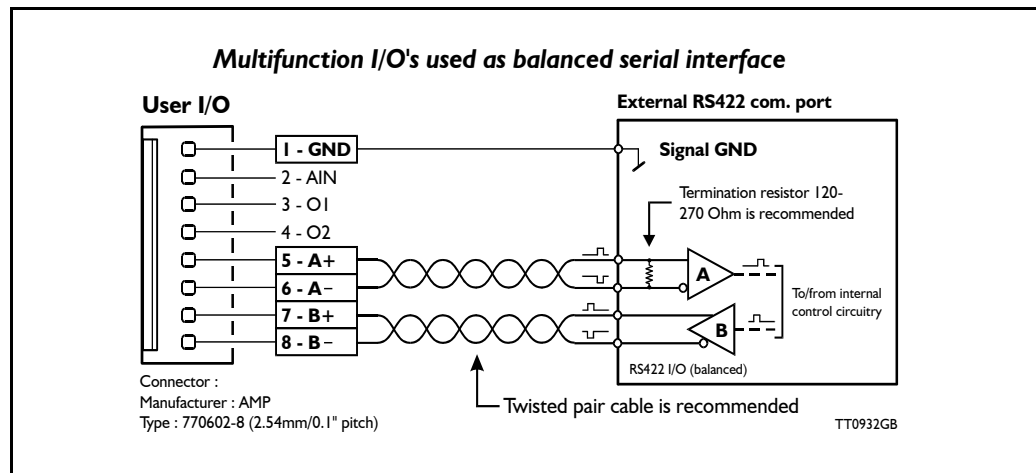 Multifunction I/O's used as balanced serial interface
User I/O
External RS422 com. port
1 - GND
2 - AIN
3 - O1
4 - O2
5 - A+
6 - A−
7 - B+
8 - B−
Signal GND
Termination resistor 120-
270 Ohm is recommended
A
B
To/from internal
control circuitry
RS422 I/O (balanced)
Connector :
Manufacturer : AMP
Type : 770602-8 (2.54mm/0.1" pitch)
Twisted pair cable is recommended
TT0932GB